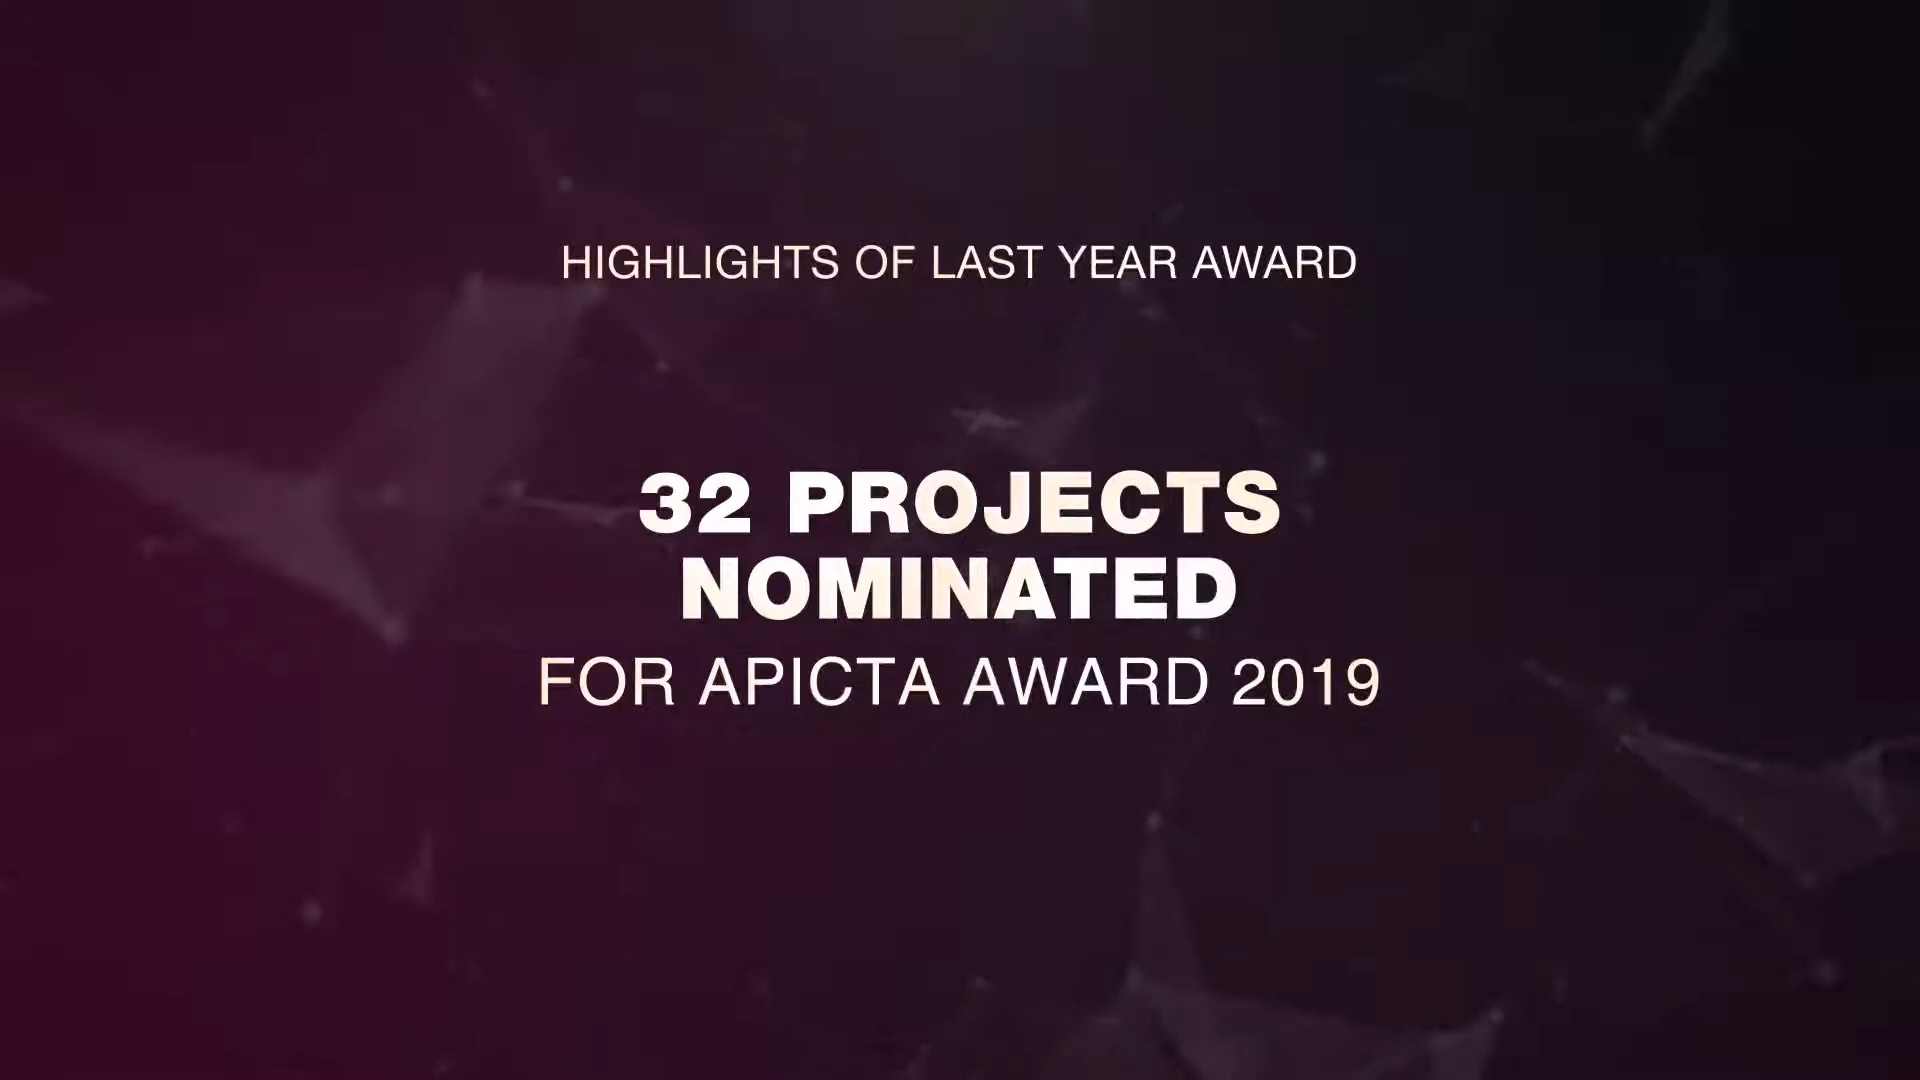 HIGHLIGHTS OF LAST YEAR AWARD
32 PROJECTS
NOMINATED
FOR APICTA AWARD 2019